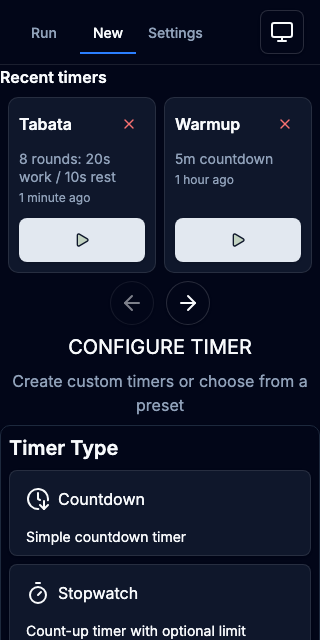 Run New Settings
Recent timers
Tabata
8 rounds: 20s
work / 10s rest
1 minute ago
Warmup
5m countdown
1 hour ago
CONFIGURE TIMER
Create custom timers or choose from a
preset
Timer Type
Countdown
Simple countdown timer
Stopwatch
Count-up timer with optional limit